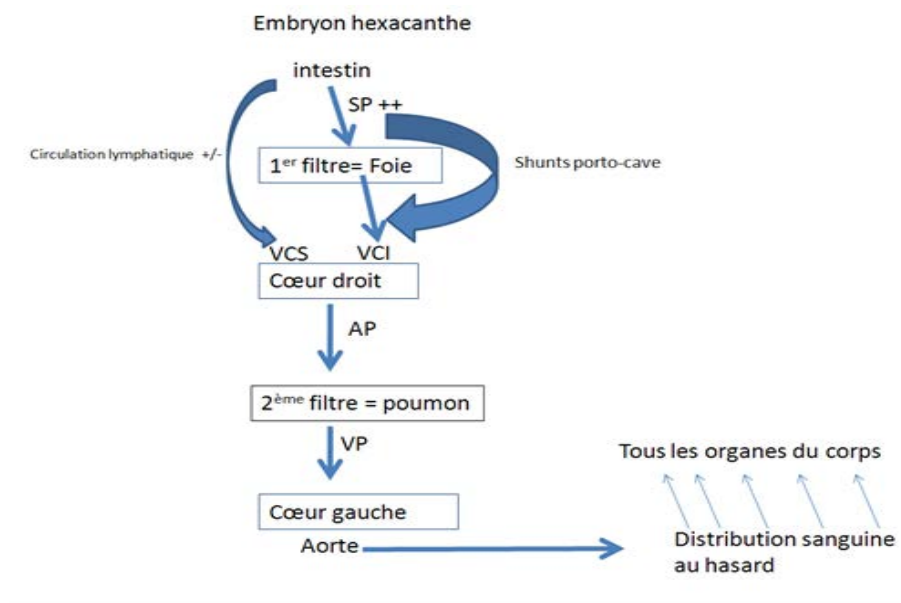 Embryon hexacanthe
intestin
SP ++
Circulation lymphatique +/-
1er filtre= Foie
Shunts porto-cave
VCS VCI
Cœur droit
AP
2ème filtre = poumon
VP
Tous les organes du corps
Cœur gauche
Aorte
Distribution sanguine
au hasard